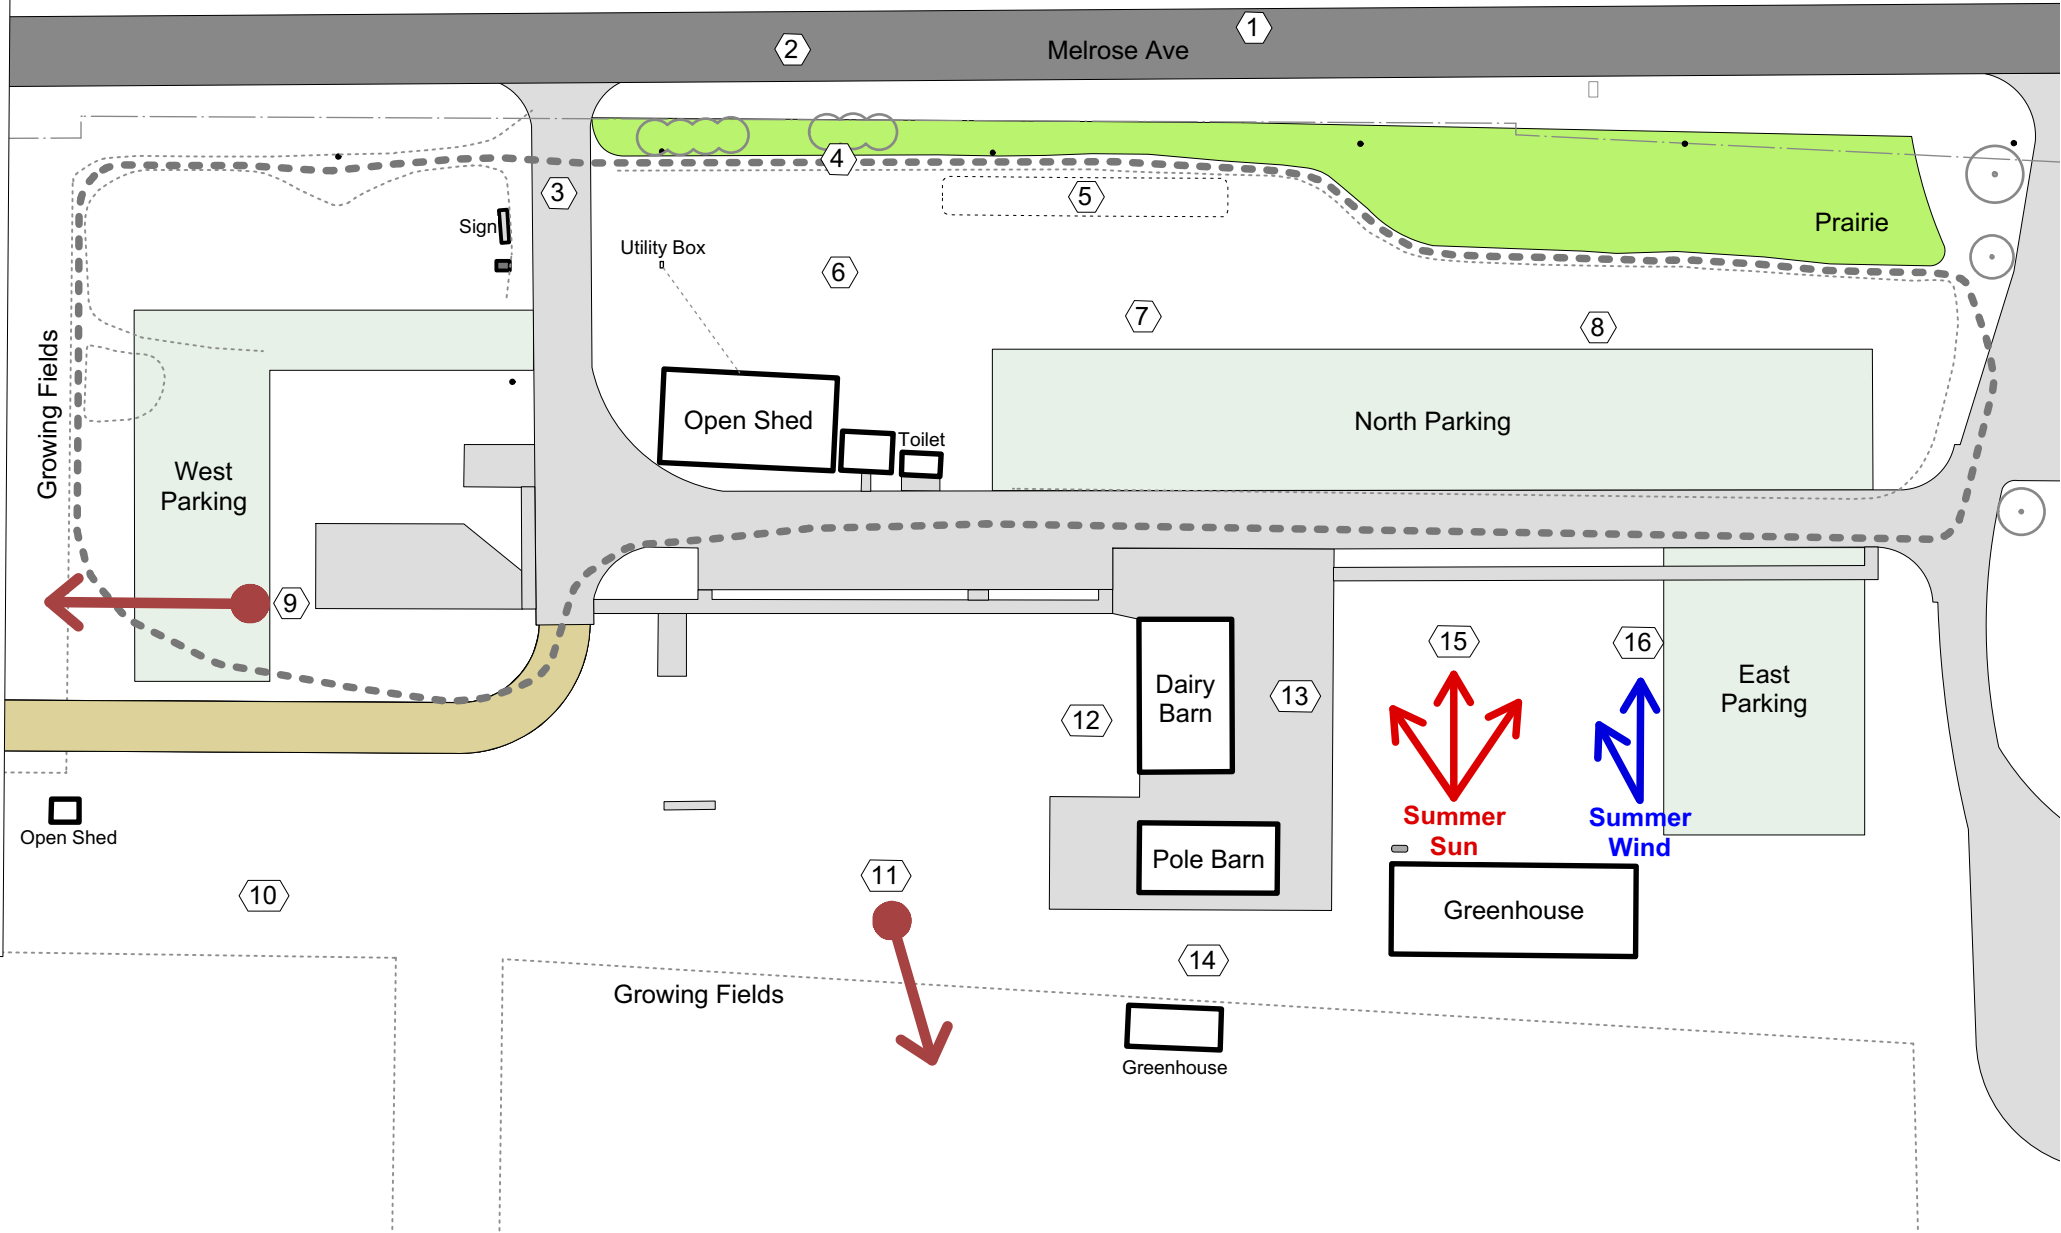 1
2
Melrose Ave
4
3
5
Prairie
Sign
Utility Box
6
7
8
Growing Fields
Open Shed
Toilet
North Parking
West
Parking
9
15
16
Dairy
Barn
13
East
Parking
12
Summer
Sun
Summer
Wind
Open Shed
Pole Barn
11
10
Greenhouse
14
Growing Fields
Greenhouse